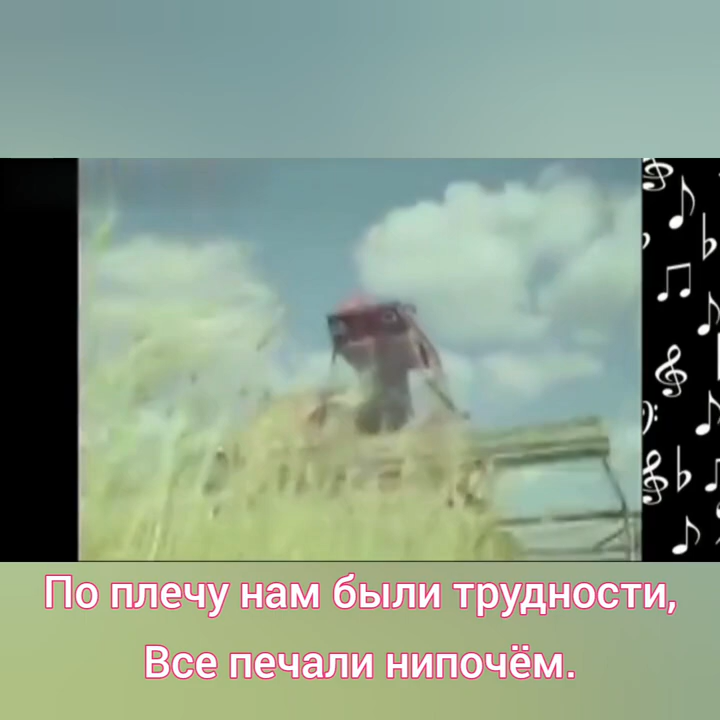 По плечу нам были трудности,
Все печали нипочём.